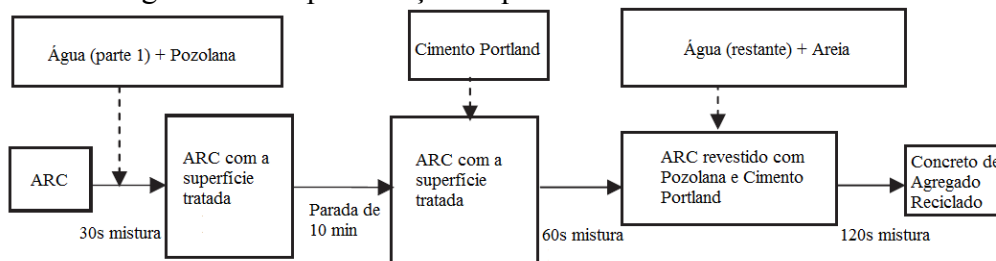 Água (parte 1) + Pozolana
Cimento Portland
Água (restante) + Areia
ARC
30s mistura
ARC com a
superfície
tratada
Parada de
10 min
ARC com a
superfície
tratada
60s mistura
ARC revestido com
Pozolana e Cimento
Portland
120s mistura
Concreto de
Agregado
Reciclado